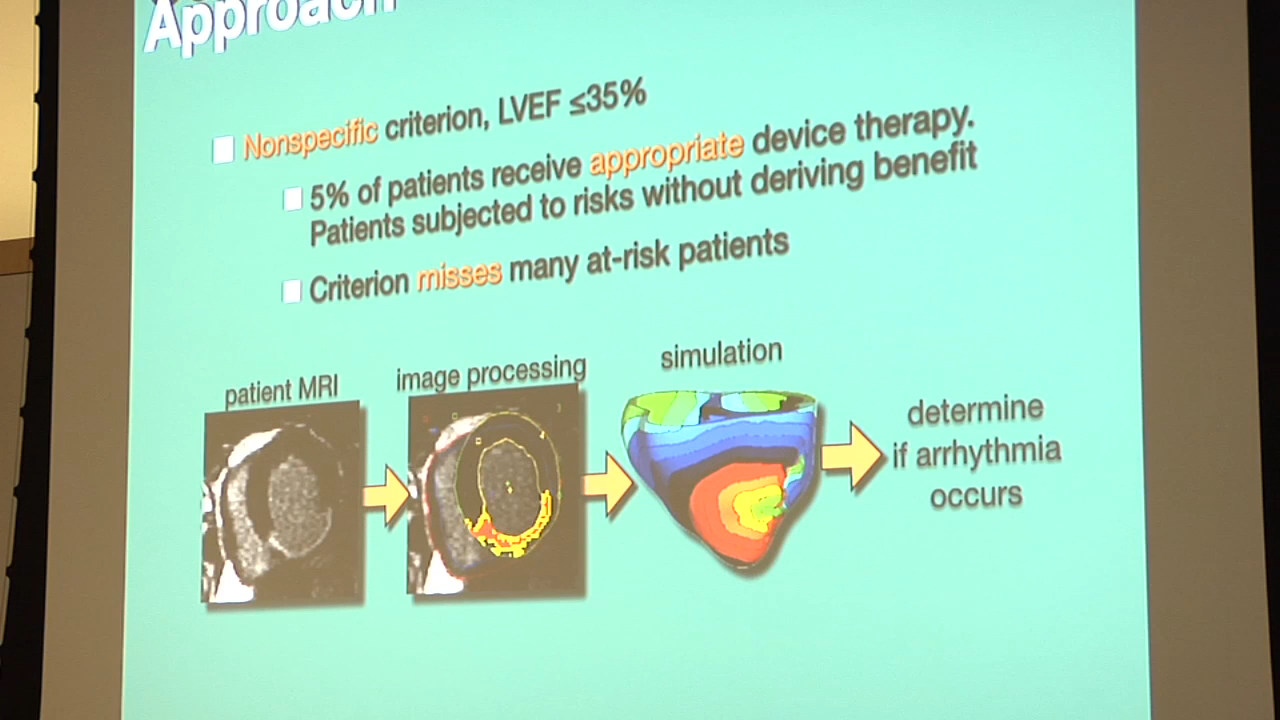 Approach
Nonspecific criterion, LVEF ≤35%
5% of patients receive appropriate device therapy.
Patients subjected to risks without deriving benefit
Criterion misses many at-risk patients
patient MRI
image processing
simulation
determine
if arrhythmia
occurs